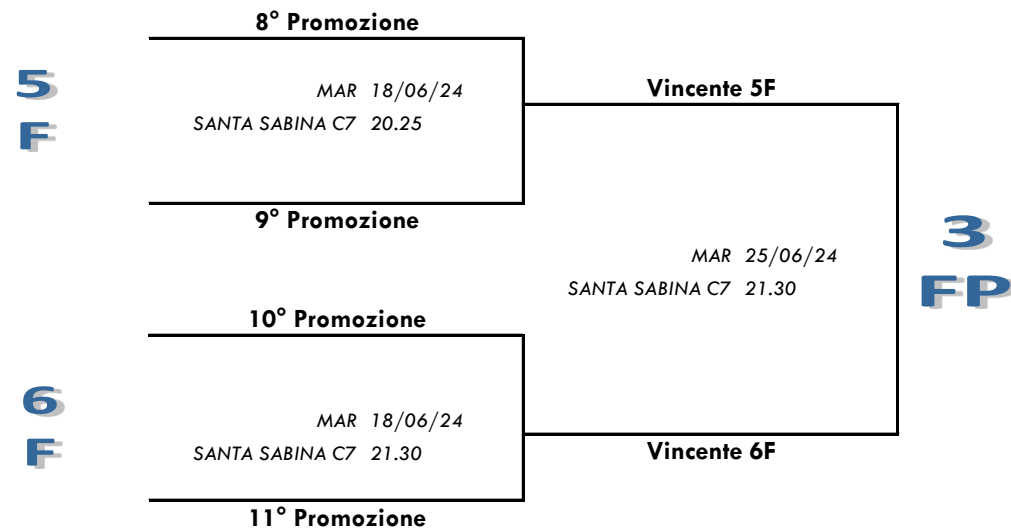 8° Promozione
5
F
MAR 18/06/24
SANTA SABINA C7 20.25
Vincente 5F
9° Promozione
3
FP
MAR 25/06/24
SANTA SABINA C7 21.30
10° Promozione
6
F
MAR 18/06/24
SANTA SABINA C7 21.30
Vincente 6F
11° Promozione